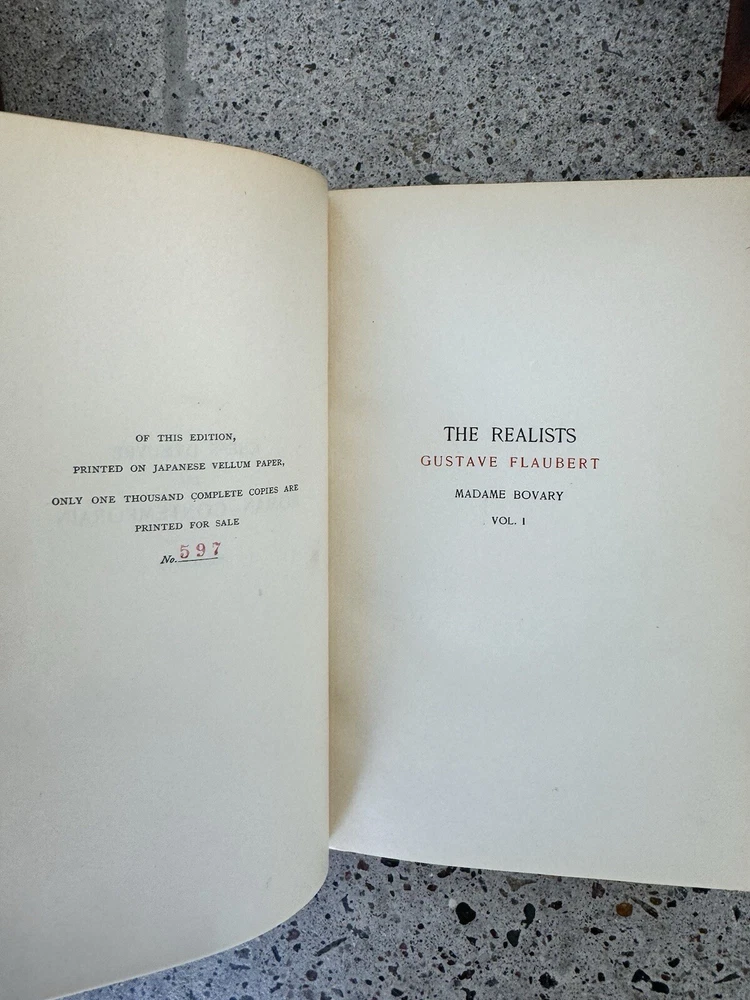 OF THIS EDITION,
PRINTED ON JAPANESE VELLUM PAPER,
ONLY ONE THOUSAND COMPLETE COPIES ARE
PRINTED FOR SALE
No. 597
THE REALISTS
GUSTAVE FLAUBERT
MADAME BOVARY
VOL. I